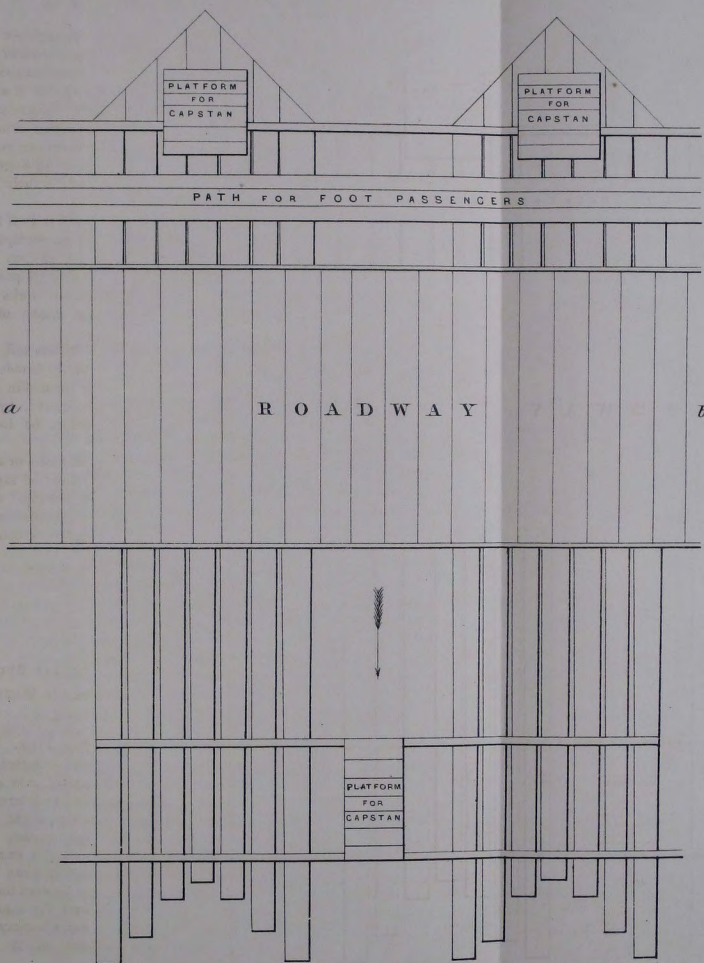 PLATFORM
FOR
CAPSTAN
PLATFORM
FOR
CAPSTAN
PATH FOR FOOT PASSENGERS
a
ROADWAY
b
PLATFORM
FOR
CAPSTAN